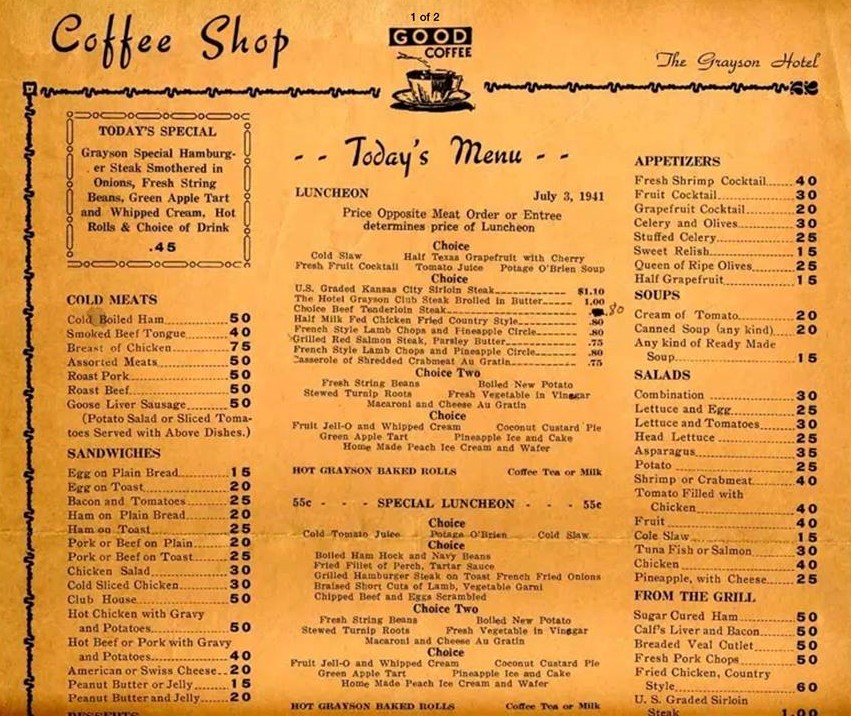 1 of 2
Coffee Shop
GOOD
COFFEE
The Grayson Hotel
TODAY'S SPECIAL
Grayson Special Hamburg-
er Steak Smothered in
Onions, Fresh String
Beans, Green Apple Tart
and Whipped Cream, Hot
Rolls & Choice of Drink
.45
COLD MEATS
Cold Boiled Ham 50
Smoked Beef Tongue 40
Breast of Chicken 75
Assorted Meats 50
Roast Pork 50
Roast Beef 50
Goose Liver Sausage 50
(Potato Salad or Sliced Toma-
toes Served with Above Dishes.)
SANDWICHES
Egg on Plain Bread 15
Egg on Toast 20
Bacon and Tomatoes 25
Ham on Plain Bread 20
Ham on Toast 25
Pork or Beef on Plain 20
Pork or Beef on Toast 25
Chicken Salad 30
Cold Sliced Chicken 30
Club House 50
Hot Chicken with Gravy
and Potatoes 50
Hot Beef or Pork with Gravy
and Potatoes 40
American or Swiss Cheese 20
Peanut Butter or Jelly 15
Peanut Butter and Jelly 20
DESSERTS
- - Today's Menu - -
LUNCHEON July 3, 1941
Price Opposite Meat Order or Entree
determines price of Luncheon
Choice
Cold Slaw Half Texas Grapefruit with Cherry
Fresh Fruit Cocktail Tomato Juice Potage O'Brien Soup
Choice
U.S. Graded Kansas City Sirloin Steak $1.10
The Hotel Grayson Club Steak Broiled in Butter 1.00
Choice Beef Tenderloin Steak .80
Half Milk Fed Chicken Fried Country Style .80
French Style Lamb Chops and Pineapple Circle .80
Grilled Red Salmon Steak, Parsley Butter .75
French Style Lamb Chops and Pineapple Circle .80
Casserole of Shredded Crabmeat Au Gratin .75
Choice Two
Fresh String Beans Boiled New Potato
Stewed Turnip Roots Fresh Vegetable in Vinegar
Macaroni and Cheese Au Gratin
Choice
Fruit Jell-O and Whipped Cream Coconut Custard Pie
Green Apple Tart Pineapple Ice and Cake
Home Made Peach Ice Cream and Wafer
HOT GRAYSON BAKED ROLLS Coffee Tea or Milk
55c - - - SPECIAL LUNCHEON - - - 55c
Choice
Cold Tomato Juice Potage O'Brien Cold Slaw
Choice
Boiled Ham Hock and Navy Beans
Fried Fillet of Perch, Tartar Sauce
Grilled Hamburger Steak on Toast French Fried Onions
Braised Short Cuts of Lamb, Vegetable Garni
Chipped Beef and Eggs Scrambled
Choice Two
Fresh String Beans Boiled New Potato
Stewed Turnip Roots Fresh Vegetable in Vinegar
Macaroni and Cheese Au Gratin
Choice
Fruit Jell-O and Whipped Cream Coconut Custard Pie
Green Apple Tart Pineapple Ice and Cake
Home Made Peach Ice Cream and Wafer
HOT GRAYSON BAKED ROLLS Coffee Tea or Milk
APPETIZERS
Fresh Shrimp Cocktail 40
Fruit Cocktail 30
Grapefruit Cocktail 20
Celery and Olives 30
Stuffed Celery 25
Sweet Relish 15
Queen of Ripe Olives 25
Half Grapefruit 15
SOUPS
Cream of Tomato 20
Canned Soup (any kind) 20
Any kind of Ready Made
Soup 15
SALADS
Combination 30
Lettuce and Egg 25
Lettuce and Tomatoes 30
Head Lettuce 25
Asparagus 35
Potato 25
Shrimp or Crabmeat 40
Tomato Filled with
Chicken 40
Fruit 40
Cole Slaw 15
Tuna Fish or Salmon 30
Chicken 40
Pineapple, with Cheese 25
FROM THE GRILL
Sugar Cured Ham 50
Calf's Liver and Bacon 50
Breaded Veal Cutlet 50
Fresh Pork Chops 50
Fried Chicken, Country
Style 60
U. S. Graded Sirloin
Steak 1.00